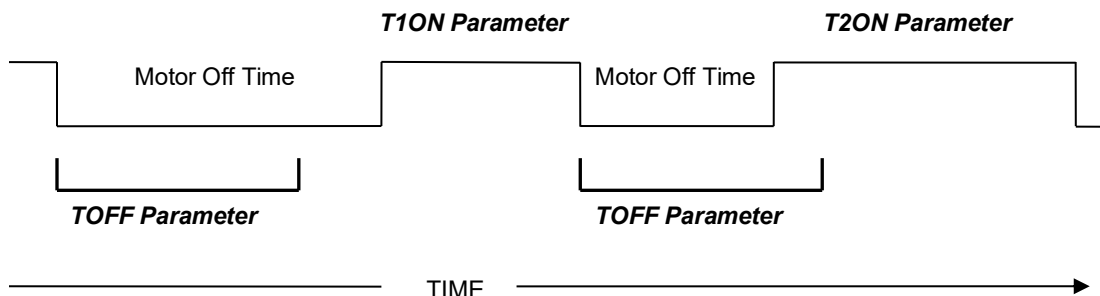 T1ON Parameter
T2ON Parameter
Motor Off Time
Motor Off Time
TOFF Parameter
TOFF Parameter
TIME